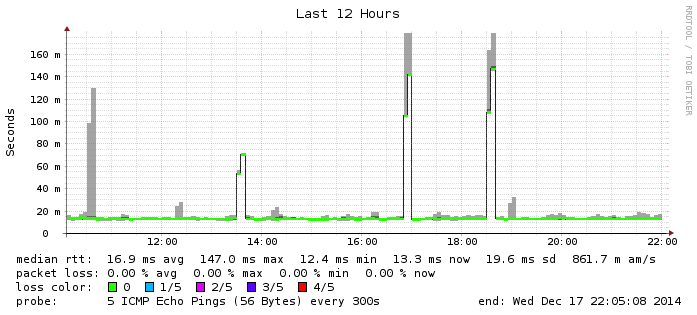 Last 12 Hours
RRDTOOL / TOBI OETIKER
Seconds
160 m
140 m
120 m
100 m
80 m
60 m
40 m
20 m
0
12:00 14:00 16:00 18:00 20:00 22:00
median rtt: 16.9 ms avg 147.0 ms max 12.4 ms min 13.3 ms now 19.6 ms sd 861.7 m am/s
packet loss: 0.00 % avg 0.00 % max 0.00 % min 0.00 % now
loss color: 0 1/5 2/5 3/5 4/5
probe: 5 ICMP Echo Pings (56 Bytes) every 300s end: Wed Dec 17 22:05:08 2014